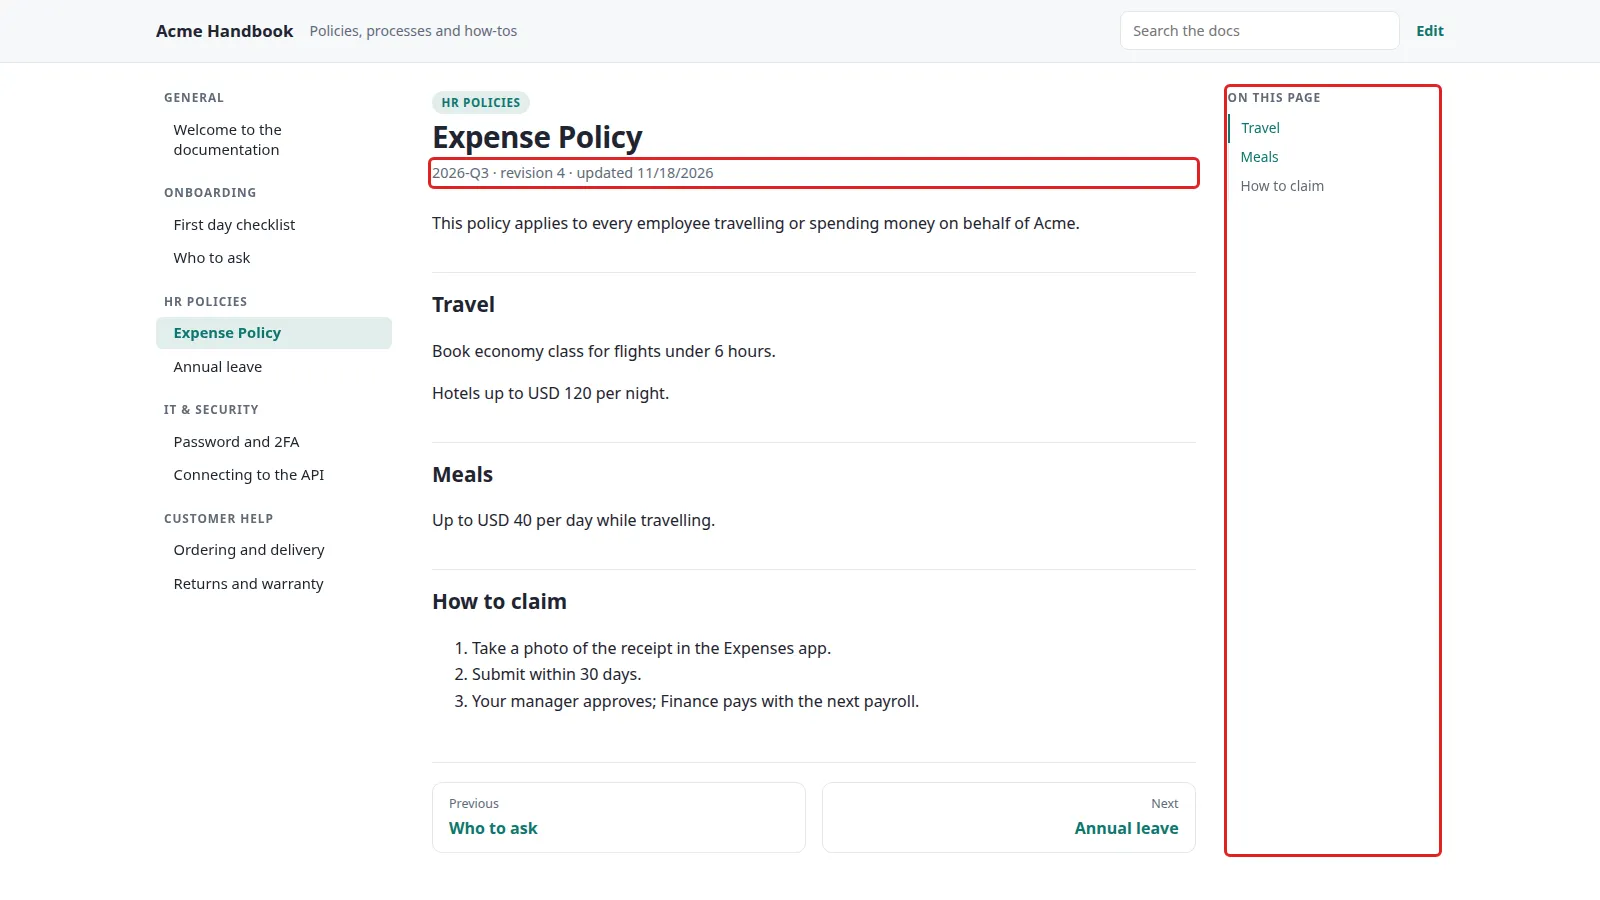 Acme Handbook
Policies, processes and how-tos
Search the docs
Edit
GENERAL
Welcome to the
documentation
ONBOARDING
First day checklist
Who to ask
HR POLICIES
Expense Policy
Annual leave
IT & SECURITY
Password and 2FA
Connecting to the API
CUSTOMER HELP
Ordering and delivery
Returns and warranty
HR POLICIES
Expense Policy
2026-Q3 · revision 4 · updated 11/18/2026
This policy applies to every employee travelling or spending money on behalf of Acme.
Travel
Book economy class for flights under 6 hours.
Hotels up to USD 120 per night.
Meals
Up to USD 40 per day while travelling.
How to claim
1. Take a photo of the receipt in the Expenses app.
2. Submit within 30 days.
3. Your manager approves; Finance pays with the next payroll.
Previous
Who to ask
Next
Annual leave
ON THIS PAGE
Travel
Meals
How to claim